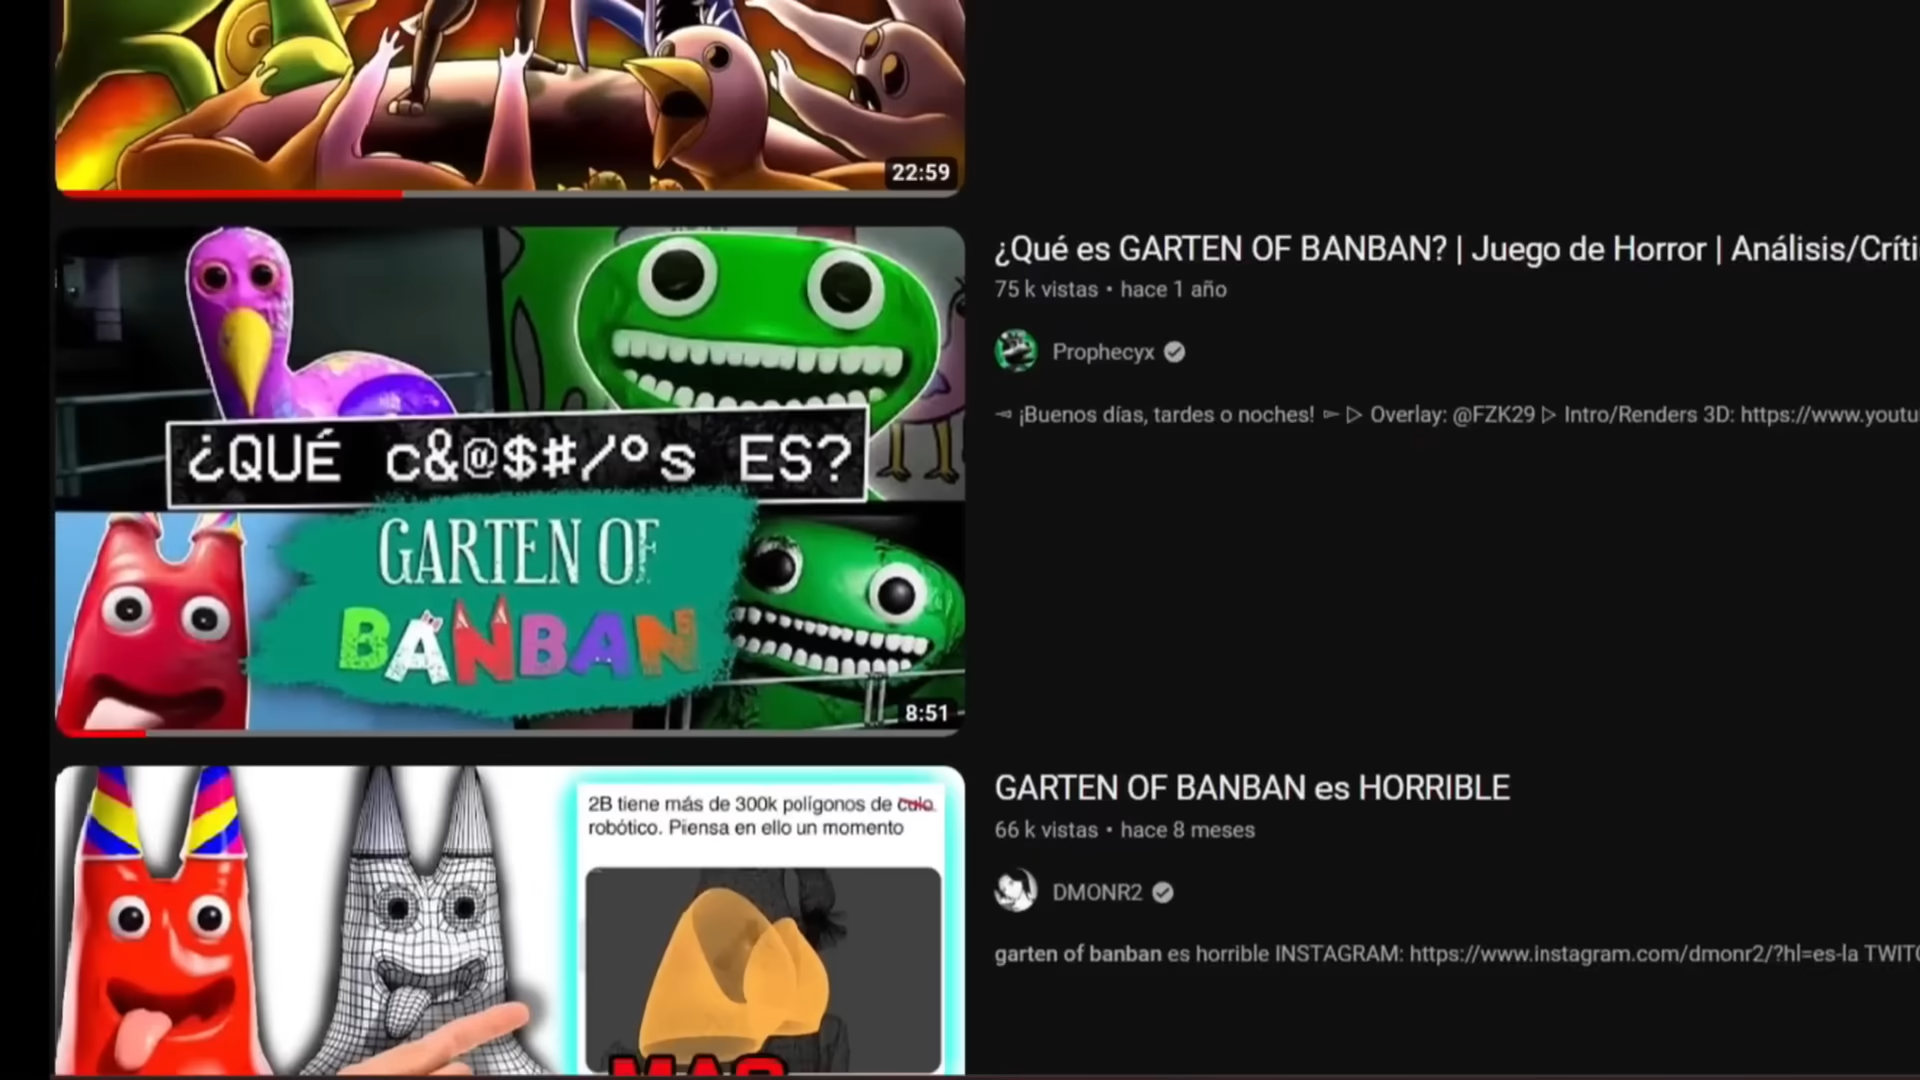 22:59
¿Qué es GARTEN OF BANBAN? | Juego de Horror | Análisis/Críti
75 k vistas • hace 1 año
Prophecyx
¡Buenos días, tardes o noches! ▷ Overlay: @FZK29 ▷ Intro/Renders 3D: https://www.youtu
¿QUÉ c&@$#/°s ES?
GARTEN OF
BANBAN
8:51
GARTEN OF BANBAN es HORRIBLE
66 k vistas • hace 8 meses
DMONR2
garten of banban es horrible INSTAGRAM: https://www.instagram.com/dmonr2/?hl=es-la TWITC
2B tiene más de 300k polígonos de culo
robótico. Piensa en ello un momento